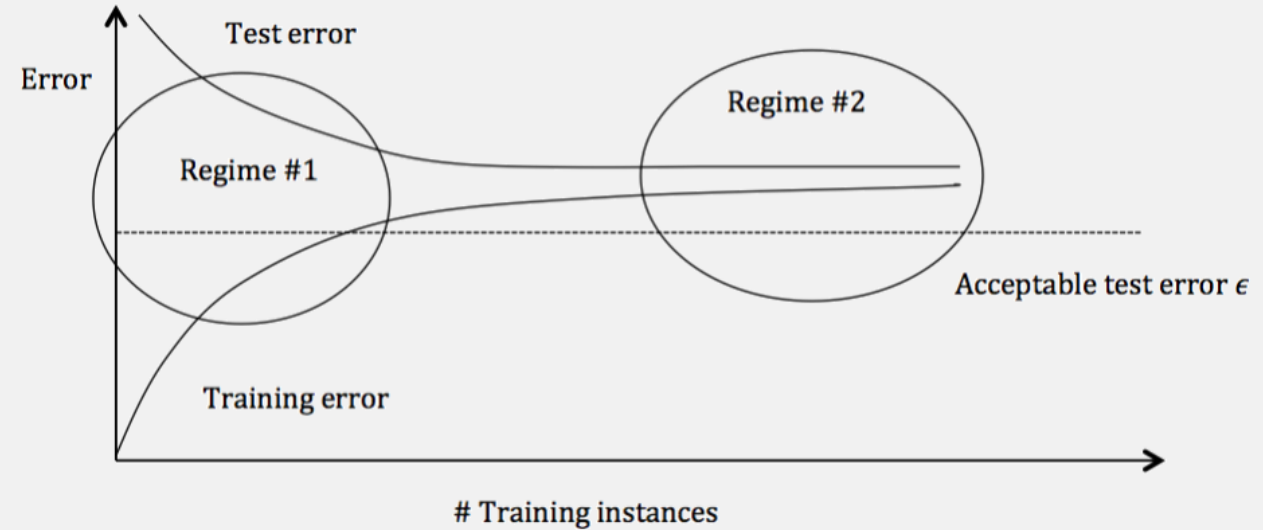 Test error
Error
Regime #2
Regime #1
Acceptable test error ϵ
Training error
# Training instances